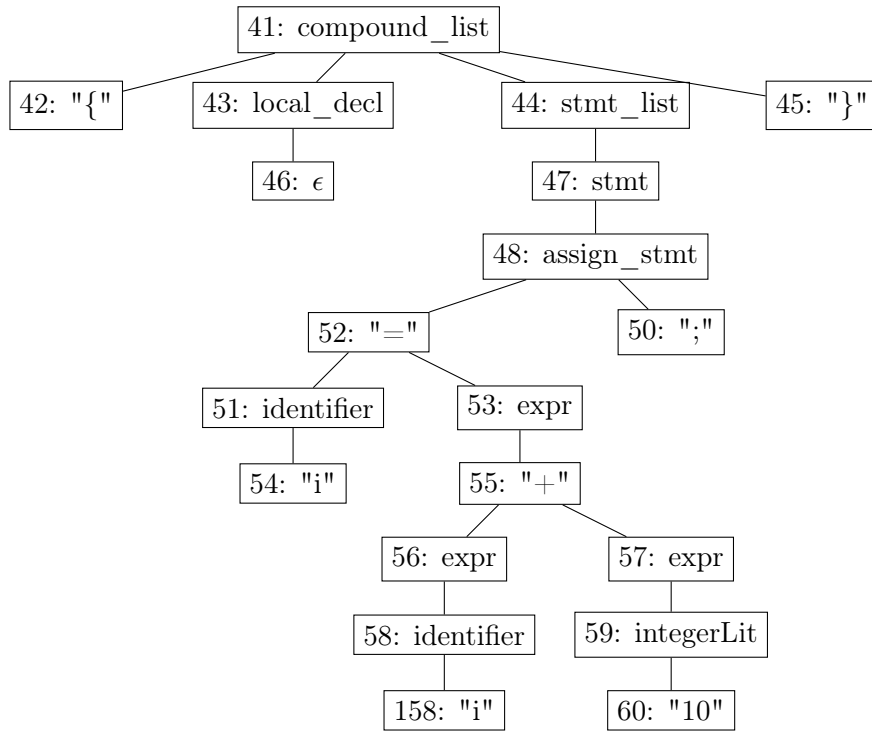 41: compound_list
42: "{"
43: local_decl
44: stmt_list
45: "}"
46: ϵ
47: stmt
48: assign_stmt
52: "="
50: ";"
51: identifier
53: expr
54: "i"
55: "+"
56: expr
57: expr
58: identifier
59: integerLit
158: "i"
60: "10"